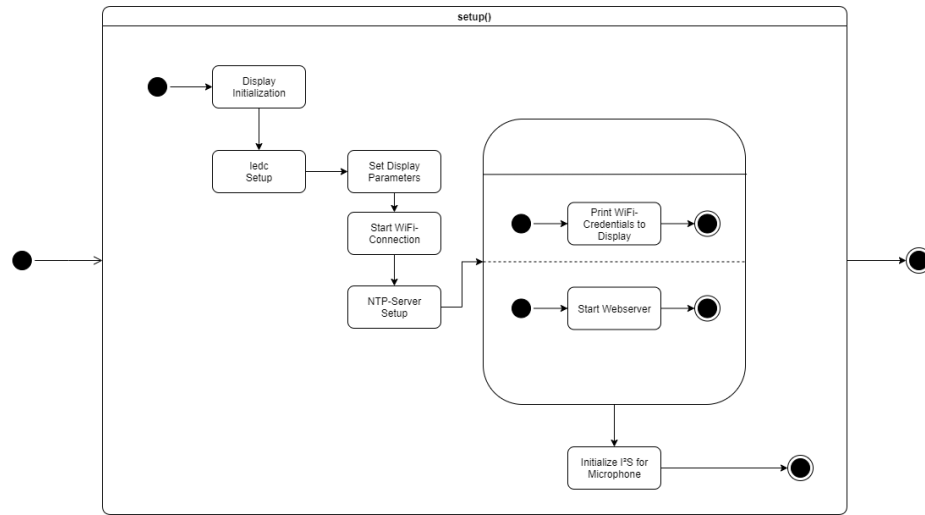 setup()
Display
Initialization
ledc
Setup
Set Display
Parameters
Start WiFi-
Connection
NTP-Server
Setup
Print WiFi-
Credentials to
Display
Start Webserver
Initialize I²S for
Microphone